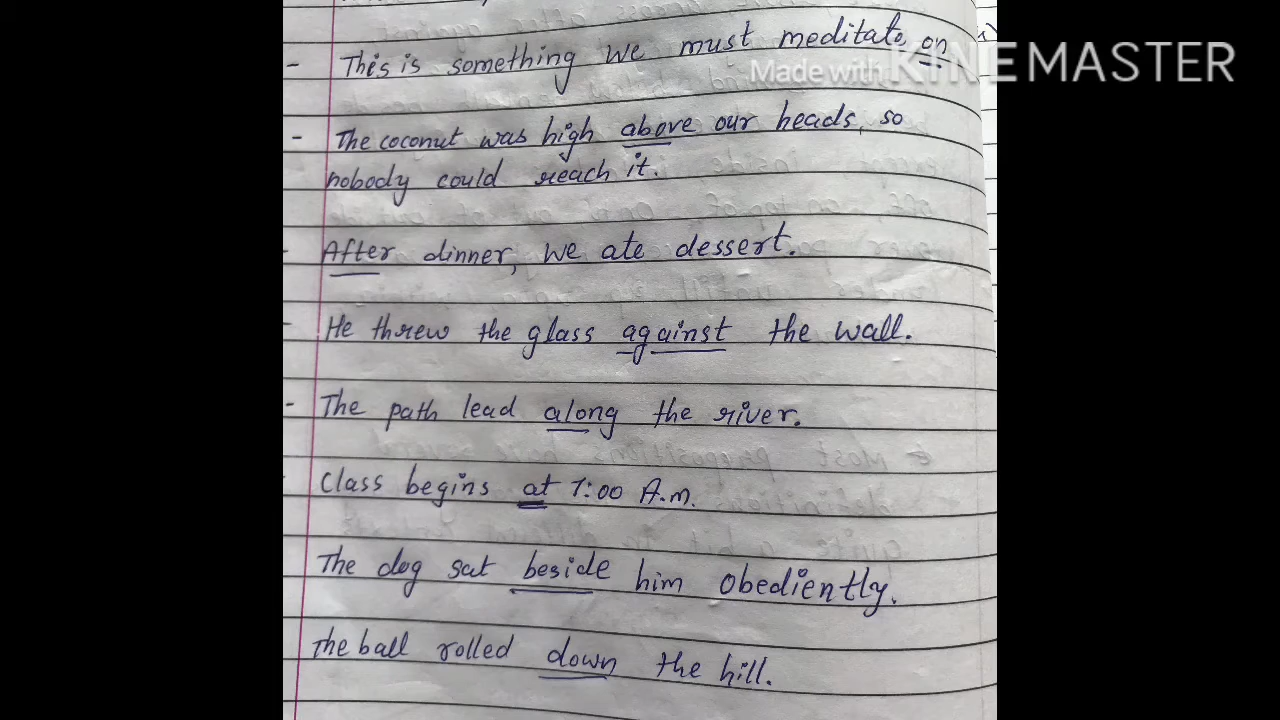 This is something we must meditate on
Made with KINEMASTER
- The coconut was high above our heads, so
nobody could reach it.
- After dinner, we ate dessert.
- He threw the glass against the wall.
- The path lead along the river.
Class begins at 7:00 A.m.
The dog sat beside him obediently.
The ball rolled down the hill.